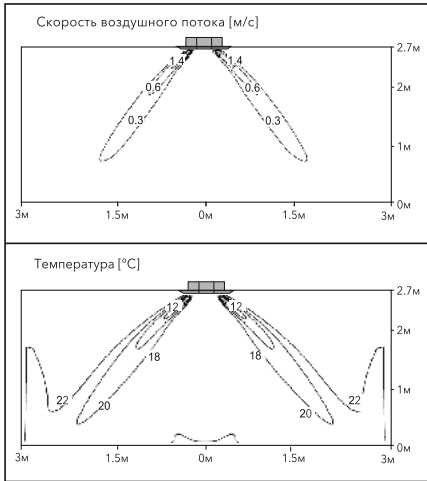 Скорость воздушного потока [м/с]
2.7м
1.4 1.4
2м
0.6 0.6
0.3 0.3
1м
0м
3м 1.5м 0м 1.5м 3м
Температура [°C]
2.7м
12 12
2м
18 18
1м
22 20 20 22
0м
3м 1.5м 0м 1.5м 3м